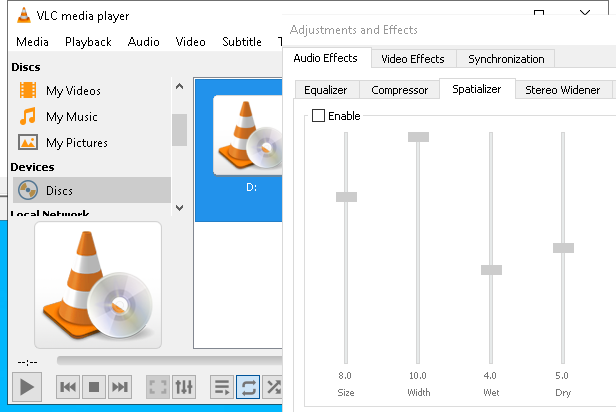 VLC media player
Media Playback Audio Video Subtitle
Discs
My Videos
My Music
My Pictures
Devices
Discs
Local Network
D:
--:--
Adjustments and Effects
Audio Effects Video Effects Synchronization
Equalizer Compressor Spatializer Stereo Widener
Enable
8.0 10.0 4.0 5.0
Size Width Wet Dry